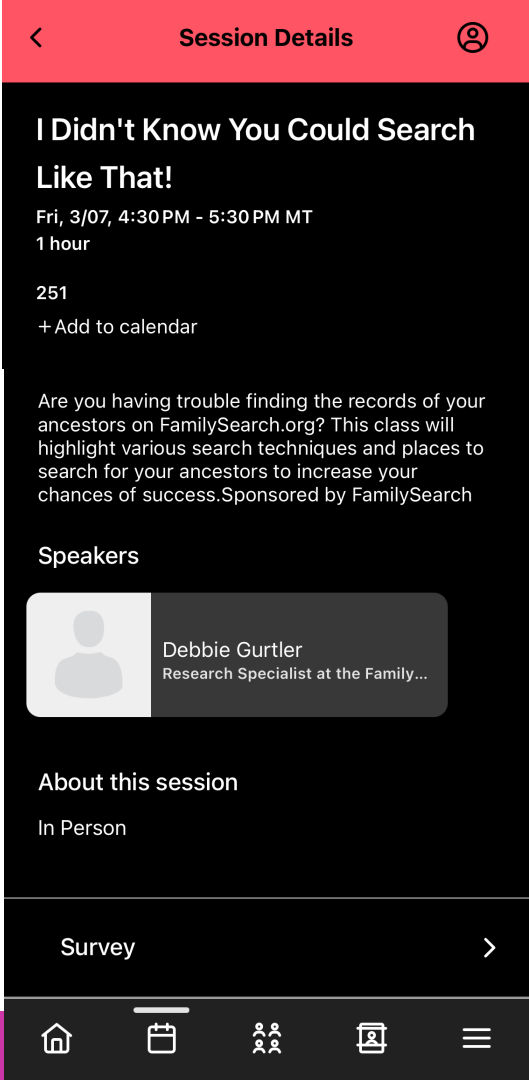 Session Details
I Didn't Know You Could Search
Like That!
Fri, 3/07, 4:30 PM - 5:30 PM MT
1 hour
251
+Add to calendar
Are you having trouble finding the records of your
ancestors on FamilySearch.org? This class will
highlight various search techniques and places to
search for your ancestors to increase your
chances of success.Sponsored by FamilySearch
Speakers
Debbie Gurtler
Research Specialist at the Family...
About this session
In Person
Survey